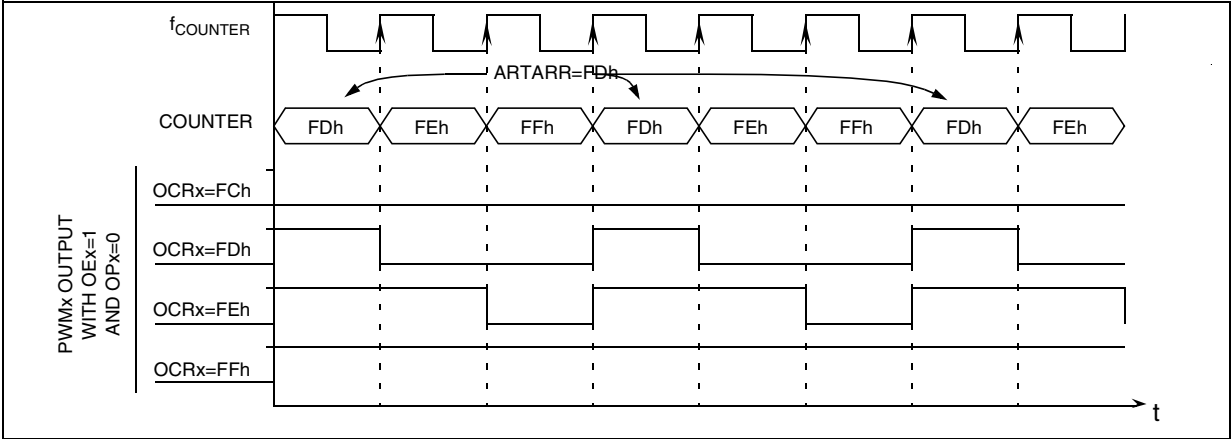 fCOUNTER
ARTARR=FDh
COUNTER
FDh FEh FFh FDh FEh FFh FDh FEh
PWMx OUTPUT
WITH OEx=1
AND OPx=0
OCRx=FCh
OCRx=FDh
OCRx=FEh
OCRx=FFh
t